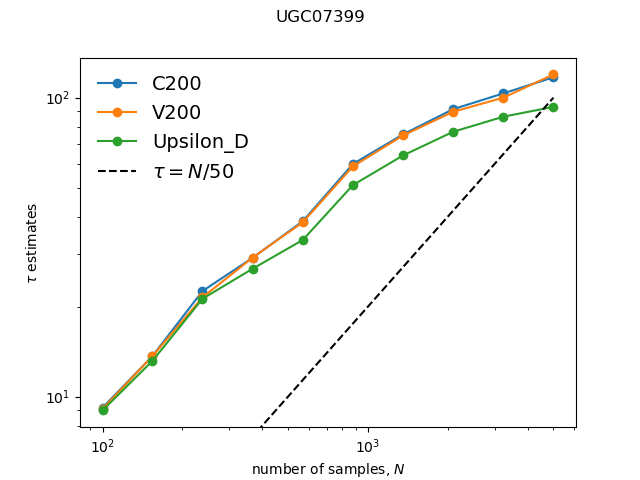 UGC07399
C200
V200
Upsilon_D
τ = N/50
10²
10¹
τ estimates
10² 10³
number of samples, N